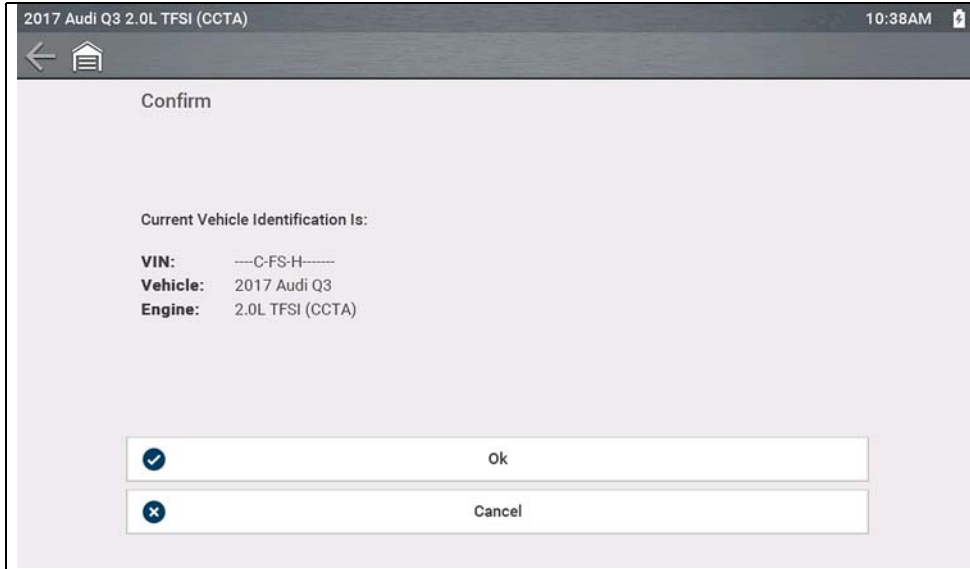 2017 Audi Q3 2.0L TFSI (CCTA) 10:38AM
Confirm
Current Vehicle Identification Is:
VIN: ----C-FS-H-------
Vehicle: 2017 Audi Q3
Engine: 2.0L TFSI (CCTA)
Ok
Cancel